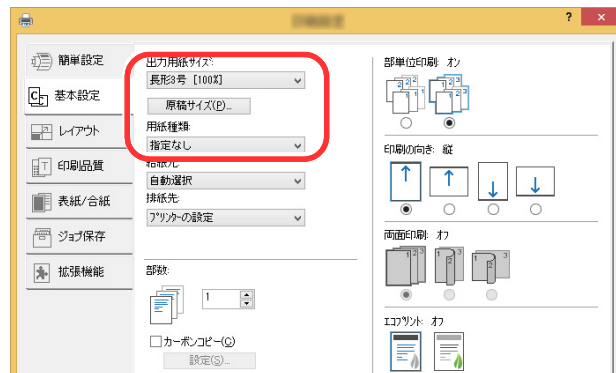 ? ×
簡単設定
基本設定
レイアウト
印刷品質
表紙/合紙
ジョブ保存
拡張機能
出力用紙サイズ:
長形3号 [100%]
原稿サイズ(P)...
用紙種類:
指定なし
給紙元:
自動選択
排紙先:
プリンターの設定
部数:
1
カーボンコピー(C)
設定(S)...
部単位印刷: オン
印刷の向き: 縦
両面印刷: オフ
エコプリント: オフ